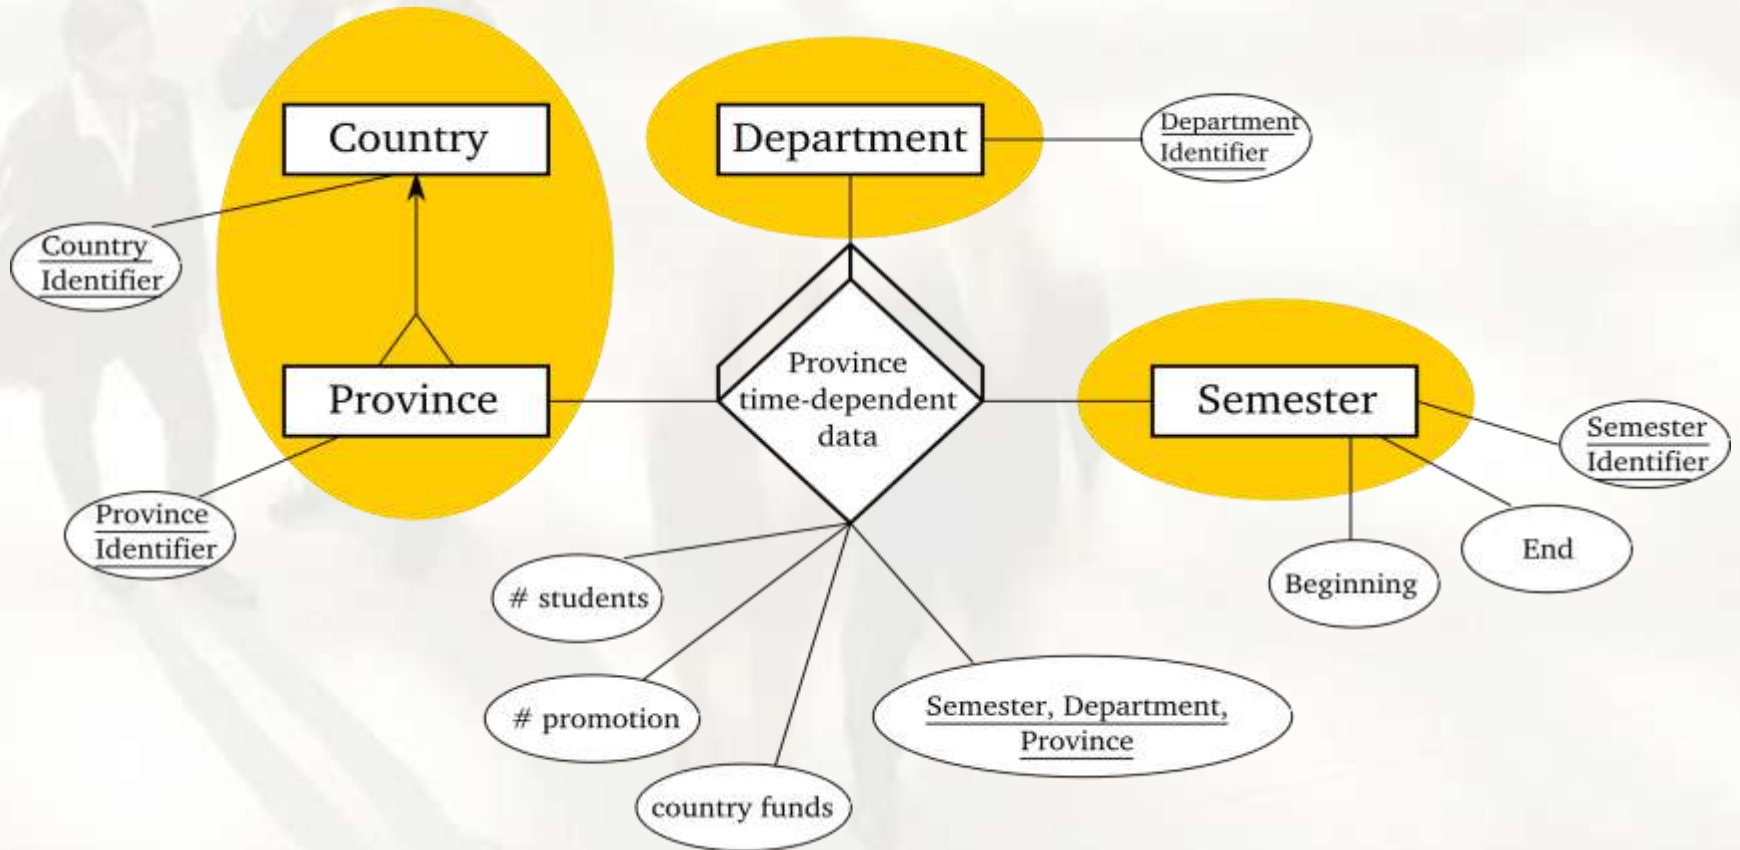 Country
Department
Department
Identifier
Country
Identifier
Province
Province
time-dependent
data
Semester
Semester
Identifier
Province
Identifier
# students
Beginning
End
# promotion
Semester, Department,
Province
country funds